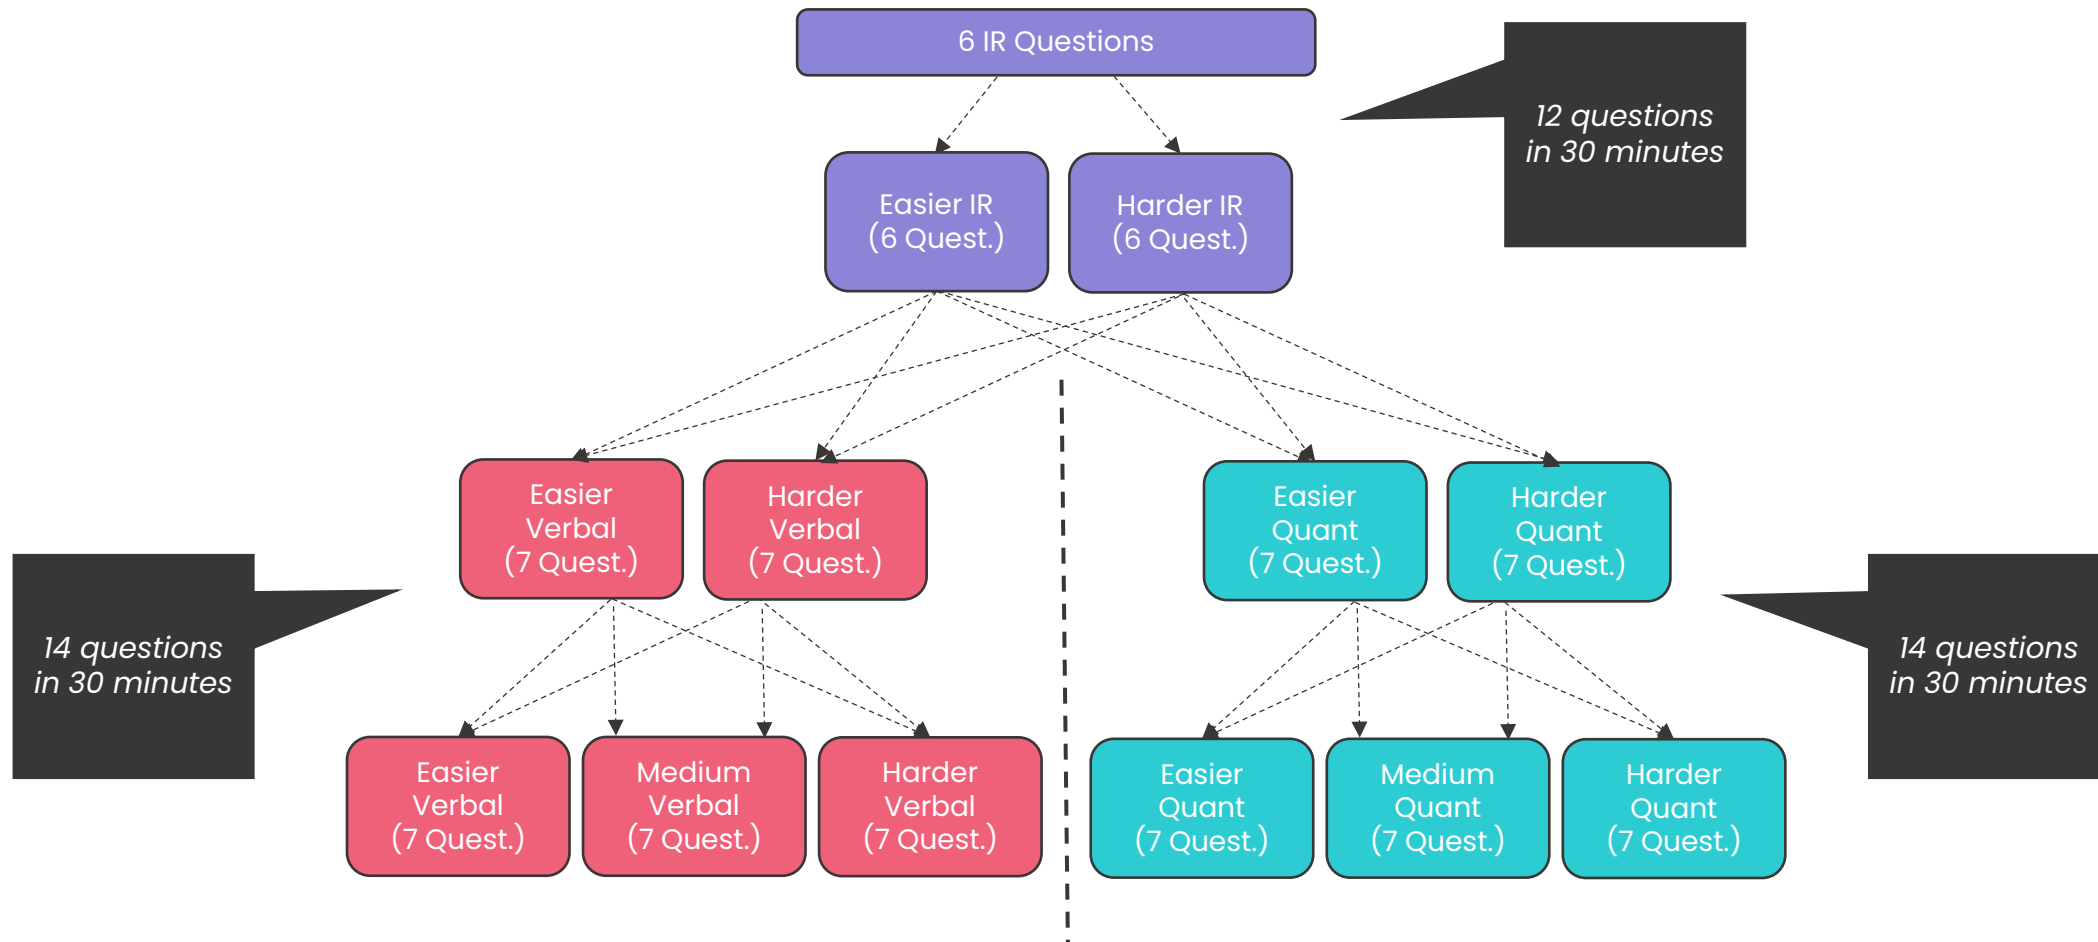 6 IR Questions
12 questions
in 30 minutes
Easier IR
(6 Quest.)
Harder IR
(6 Quest.)
Easier
Verbal
(7 Quest.)
Harder
Verbal
(7 Quest.)
Easier
Quant
(7 Quest.)
Harder
Quant
(7 Quest.)
14 questions
in 30 minutes
14 questions
in 30 minutes
Easier
Verbal
(7 Quest.)
Medium
Verbal
(7 Quest.)
Harder
Verbal
(7 Quest.)
Easier
Quant
(7 Quest.)
Medium
Quant
(7 Quest.)
Harder
Quant
(7 Quest.)